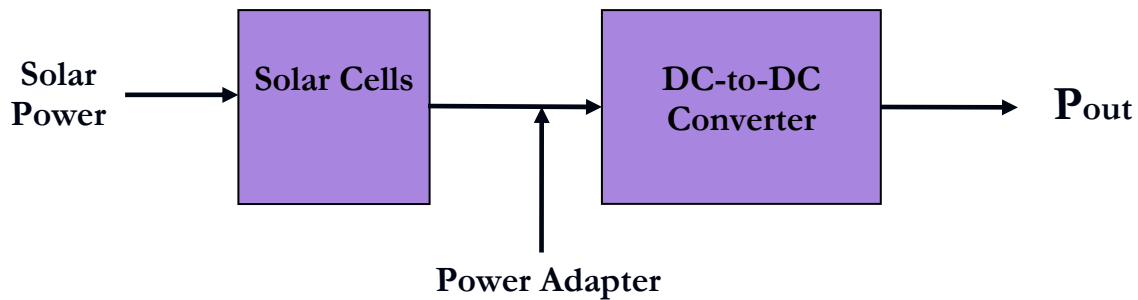 Solar
Power
Solar Cells
DC-to-DC
Converter
Pout
Power Adapter